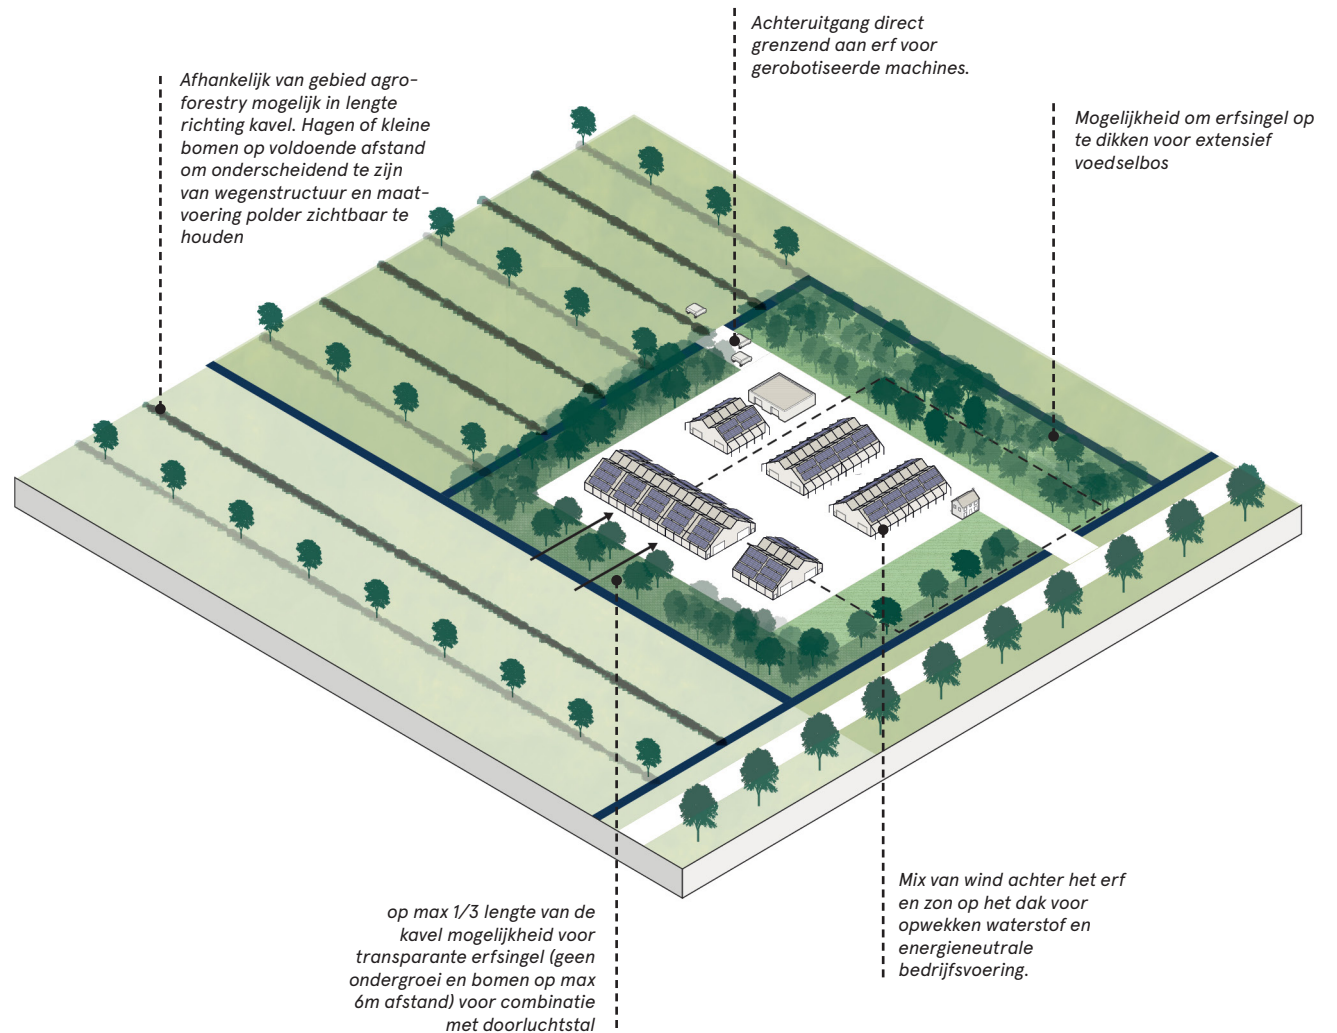 Achteruitgang direct
grenzend aan erf voor
gerobotiseerde machines.
Afhankelijk van gebied agro-
forestry mogelijk in lengte
richting kavel. Hagen of kleine
bomen op voldoende afstand
om onderscheidend te zijn
van wegenstructuur en maat-
voering polder zichtbaar te
houden
Mogelijkheid om erfsingel op
te dikken voor extensief
voedselbos
Mix van wind achter het erf
en zon op het dak voor
opwekken waterstof en
energieneutrale
bedrijfsvoering.
op max 1/3 lengte van de
kavel mogelijkheid voor
transparante erfsingel (geen
ondergroei en bomen op max
6m afstand) voor combinatie
met doorluchtstal